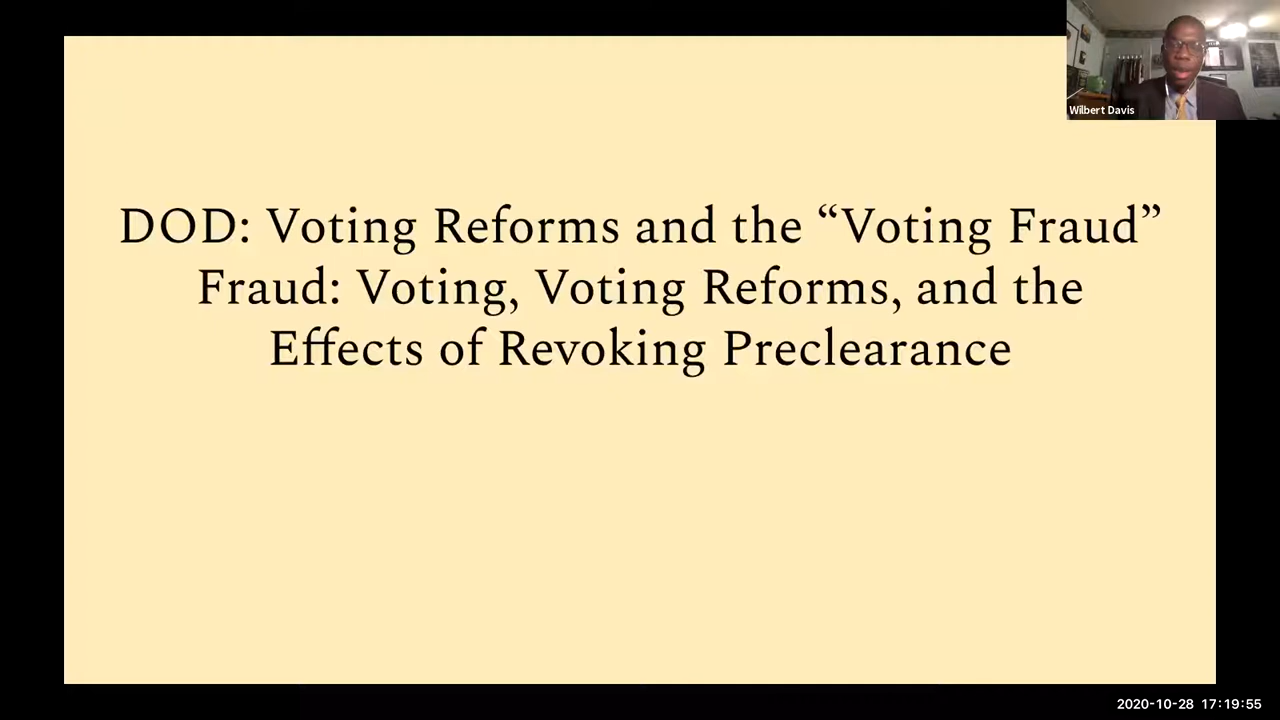 Wilbert Davis
DOD: Voting Reforms and the “Voting Fraud”
Fraud: Voting, Voting Reforms, and the
Effects of Revoking Preclearance
2020-10-28 17:19:55